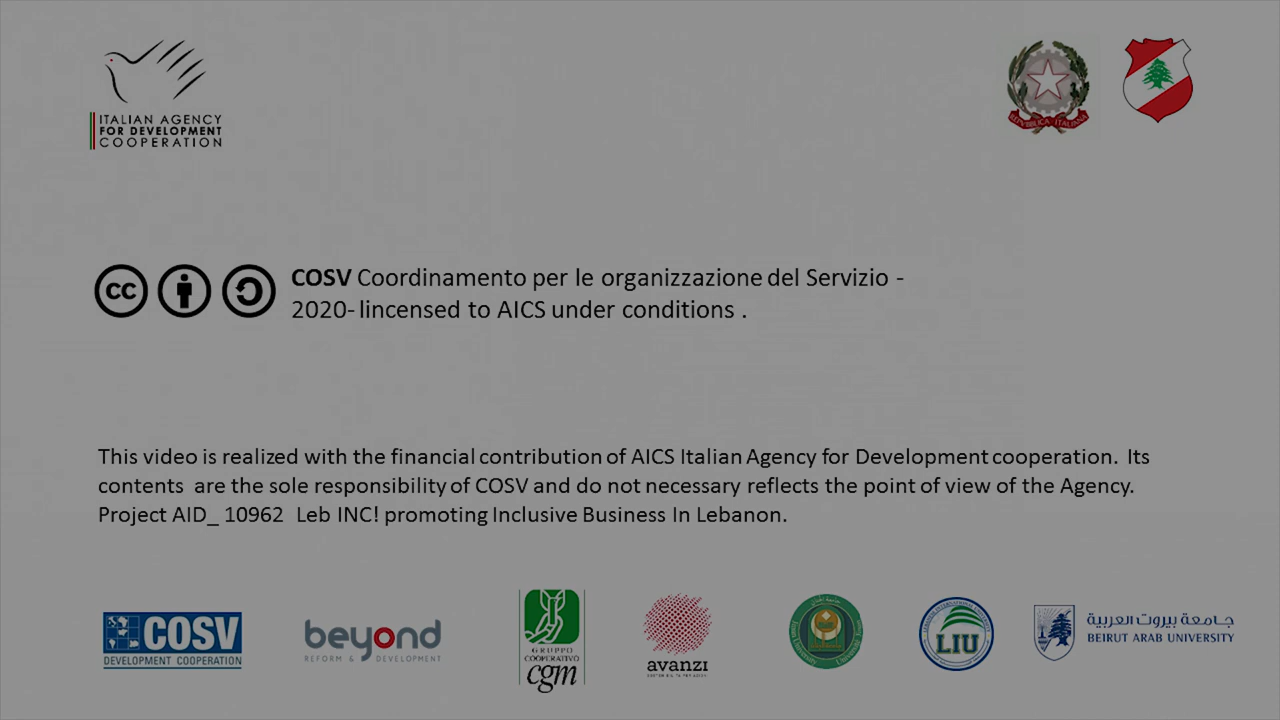 ITALIAN AGENCY
FOR DEVELOPMENT
COOPERATION
REPVBBLICA ITALIANA
COSV Coordinamento per le organizzazione del Servizio -
2020- lincensed to AICS under conditions .
This video is realized with the financial contribution of AICS Italian Agency for Development cooperation. Its
contents are the sole responsibility of COSV and do not necessary reflects the point of view of the Agency.
Project AID_ 10962 Leb INC! promoting Inclusive Business In Lebanon.
COSV
DEVELOPMENT COOPERATION
beyond
REFORM & DEVELOPMENT
GRUPPO
COOPERATIVO
cgm
avanzi
LIU
جامعة بيروت العربية
BEIRUT ARAB UNIVERSITY